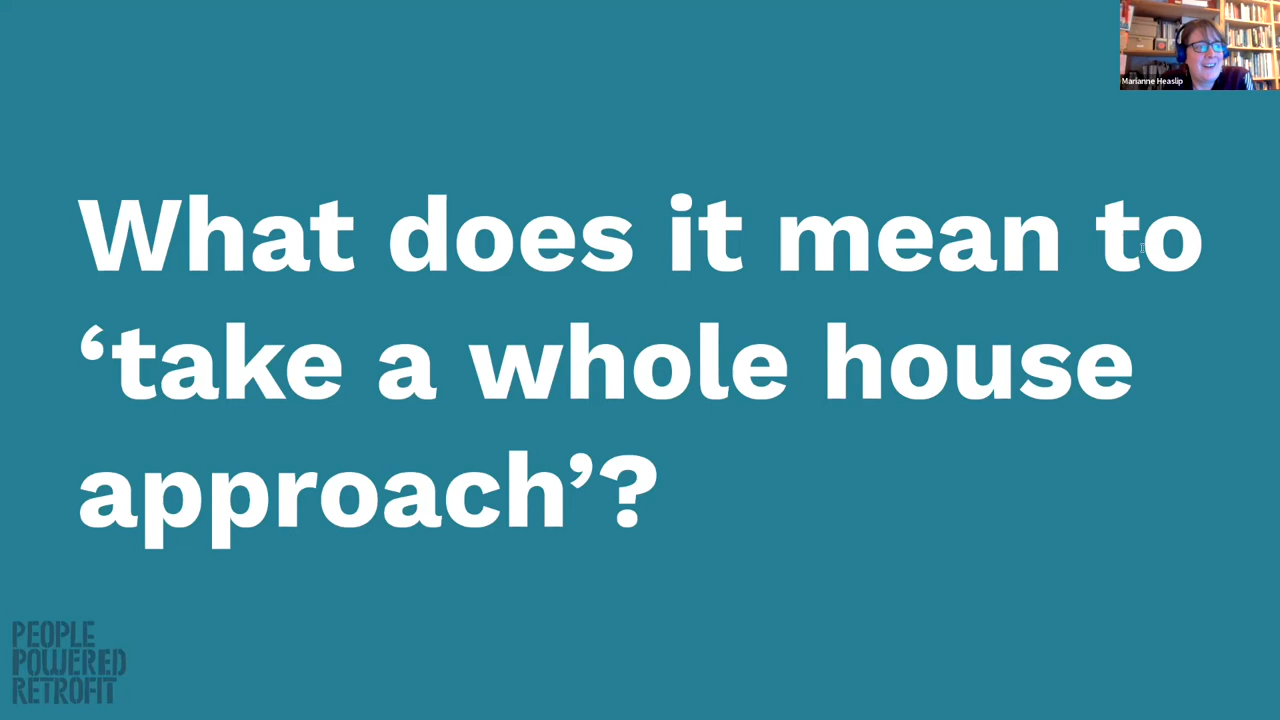 Marianne Heaslip
What does it mean to
‘take a whole house
approach’?
PEOPLE
POWERED
RETROFIT